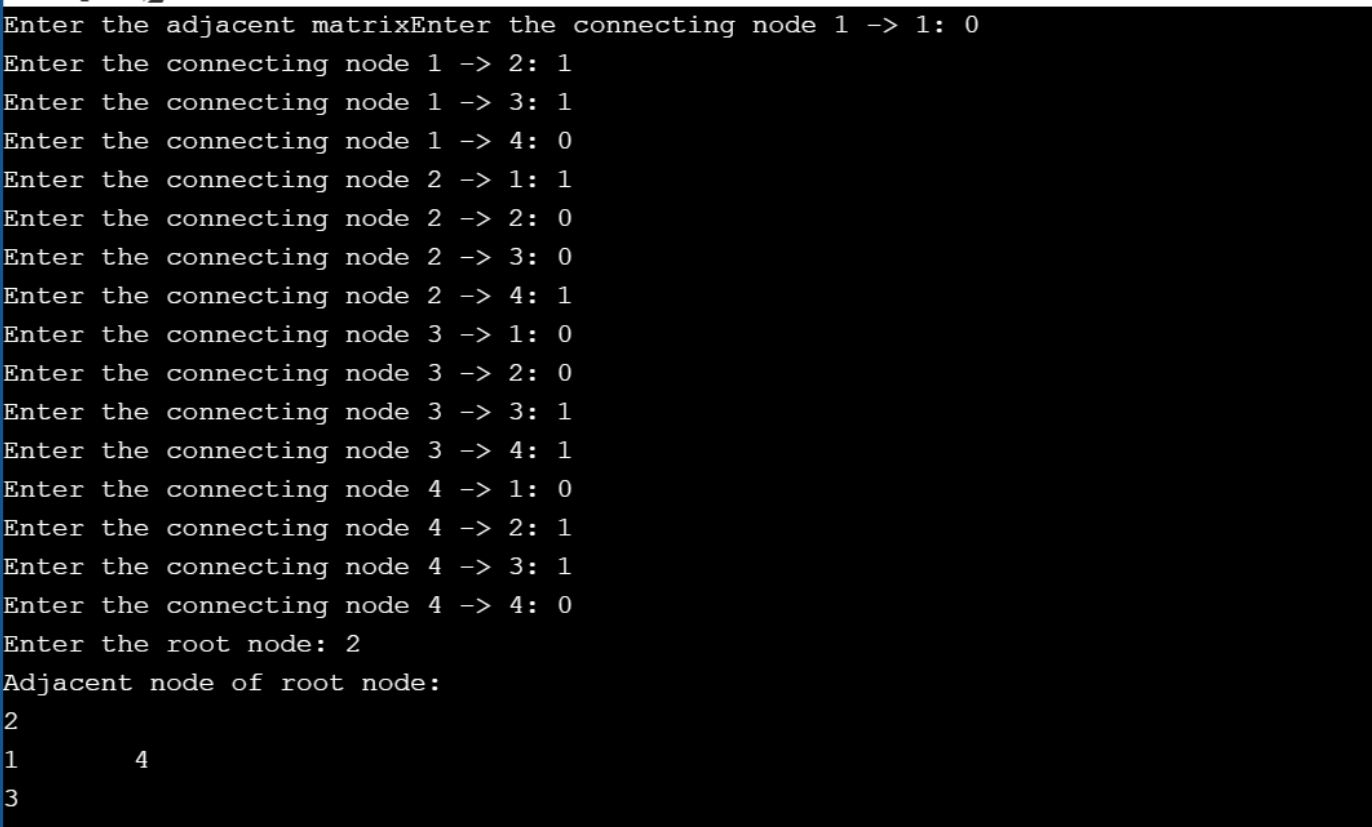 Enter the adjacent matrixEnter the connecting node 1 -> 1: 0
Enter the connecting node 1 -> 2: 1
Enter the connecting node 1 -> 3: 1
Enter the connecting node 1 -> 4: 0
Enter the connecting node 2 -> 1: 1
Enter the connecting node 2 -> 2: 0
Enter the connecting node 2 -> 3: 0
Enter the connecting node 2 -> 4: 1
Enter the connecting node 3 -> 1: 0
Enter the connecting node 3 -> 2: 0
Enter the connecting node 3 -> 3: 1
Enter the connecting node 3 -> 4: 1
Enter the connecting node 4 -> 1: 0
Enter the connecting node 4 -> 2: 1
Enter the connecting node 4 -> 3: 1
Enter the connecting node 4 -> 4: 0
Enter the root node: 2
Adjacent node of root node:
2
1 4
3